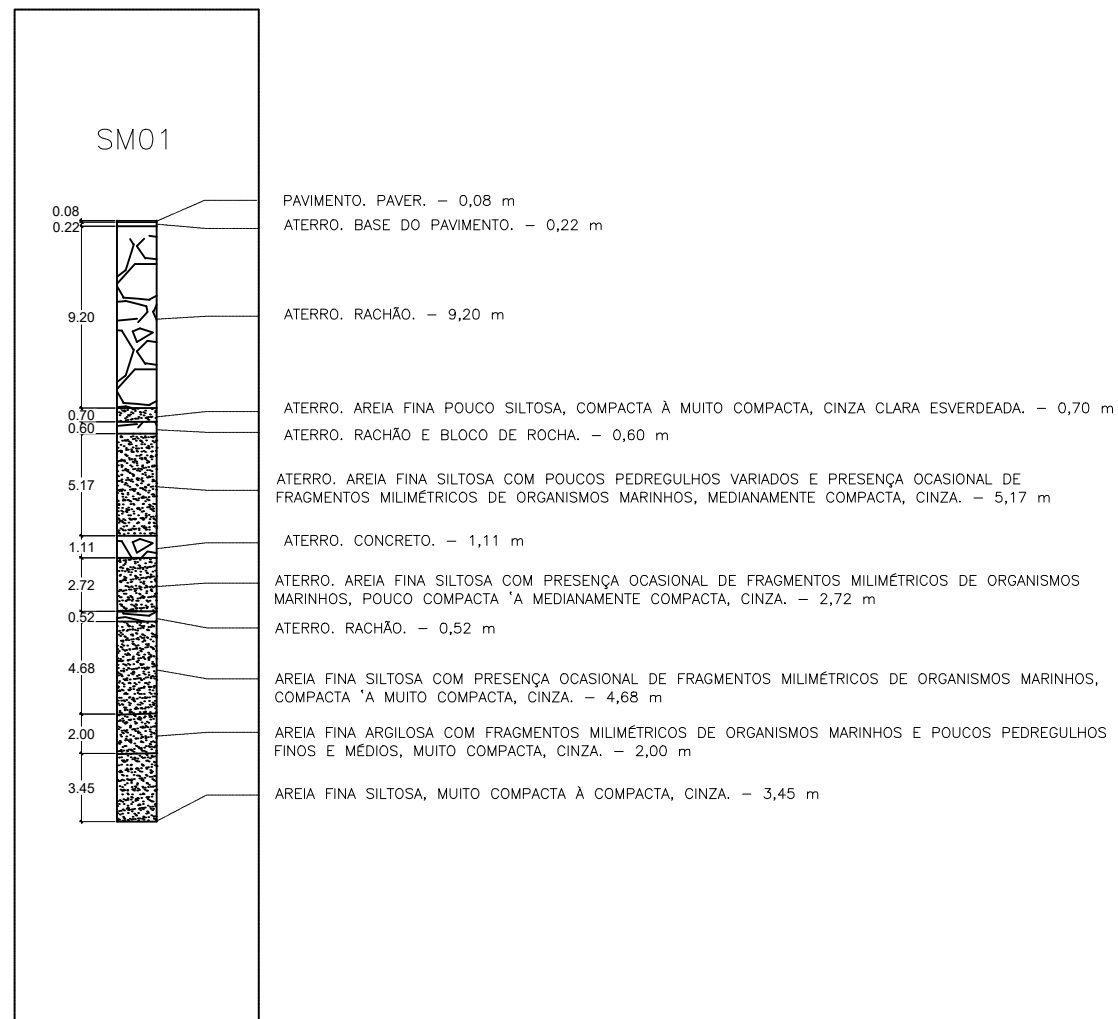 SM01
0.08
PAVIMENTO. PAVER. – 0,08 m
0.22
ATERRO. BASE DO PAVIMENTO. – 0,22 m
9.20
ATERRO. RACHÃO. – 9,20 m
0.70
ATERRO. AREIA FINA POUCO SILTOSA, COMPACTA À MUITO COMPACTA, CINZA CLARA ESVERDEADA. – 0,70 m
0.60
ATERRO. RACHÃO E BLOCO DE ROCHA. – 0,60 m
5.17
ATERRO. AREIA FINA SILTOSA COM POUCOS PEDREGULHOS VARIADOS E PRESENÇA OCASIONAL DE
FRAGMENTOS MILIMÉTRICOS DE ORGANISMOS MARINHOS, MEDIANAMENTE COMPACTA, CINZA. – 5,17 m
1.11
ATERRO. CONCRETO. – 1,11 m
2.72
ATERRO. AREIA FINA SILTOSA COM PRESENÇA OCASIONAL DE FRAGMENTOS MILIMÉTRICOS DE ORGANISMOS
MARINHOS, POUCO COMPACTA 'A MEDIANAMENTE COMPACTA, CINZA. – 2,72 m
0.52
ATERRO. RACHÃO. – 0,52 m
4.68
AREIA FINA SILTOSA COM PRESENÇA OCASIONAL DE FRAGMENTOS MILIMÉTRICOS DE ORGANISMOS MARINHOS,
COMPACTA 'A MUITO COMPACTA, CINZA. – 4,68 m
2.00
AREIA FINA ARGILOSA COM FRAGMENTOS MILIMÉTRICOS DE ORGANISMOS MARINHOS E POUCOS PEDREGULHOS
FINOS E MÉDIOS, MUITO COMPACTA, CINZA. – 2,00 m
3.45
AREIA FINA SILTOSA, MUITO COMPACTA À COMPACTA, CINZA. – 3,45 m